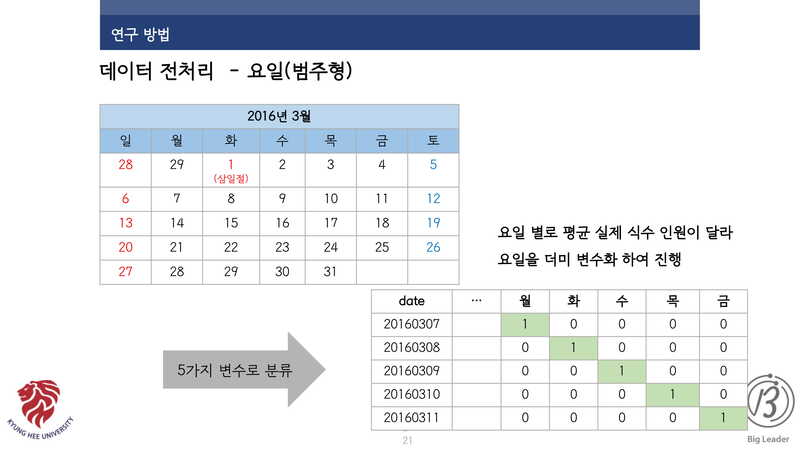 연구 방법
데이터 전처리 - 요일(범주형)
2016년 3월
일 월 화 수 목 금 토
28 29 1 2 3 4 5
(삼일절)
6 7 8 9 10 11 12
13 14 15 16 17 18 19
20 21 22 23 24 25 26
27 28 29 30 31
요일 별로 평균 실제 식수 인원이 달라
요일을 더미 변수화 하여 진행
5가지 변수로 분류
date ... 월 화 수 목 금
20160307 1 0 0 0 0
20160308 0 1 0 0 0
20160309 0 0 1 0 0
20160310 0 0 0 1 0
20160311 0 0 0 0 1
KYUNG HEE UNIVERSITY
21
Big Leader